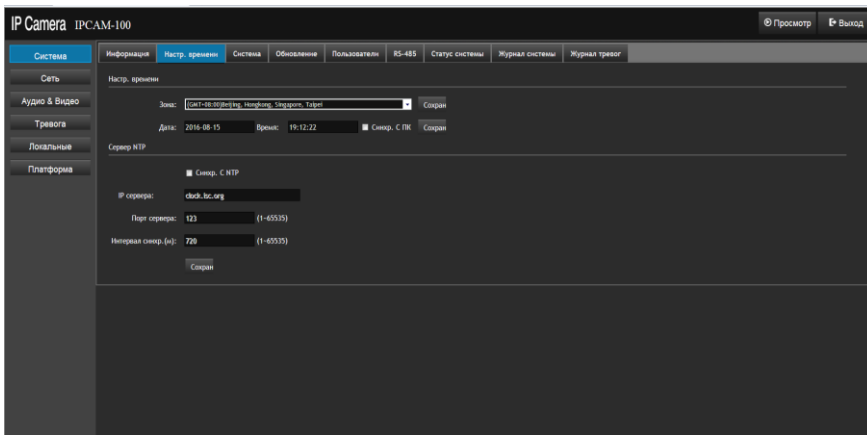 IP Camera IPCAM-100
Просмотр Выход
Система
Сеть
Аудио & Видео
Тревога
Локальные
Платформа
Информация Настр. времени Система Обновление Пользователи RS-485 Статус системы Журнал системы Журнал тревог
Настр. времени
Зона: (GMT+08:00)Beijing, Hongkong, Singapore, Taipei Сохран
Дата: 2016-08-15 Время: 19:12:22 Синхр. С ПК Сохран
Сервер NTP
Синхр. С NTP
IP сервера: clock.isc.org
Порт сервера: 123 (1~65535)
Интервал синхр.(м): 720 (1~65535)
Сохран